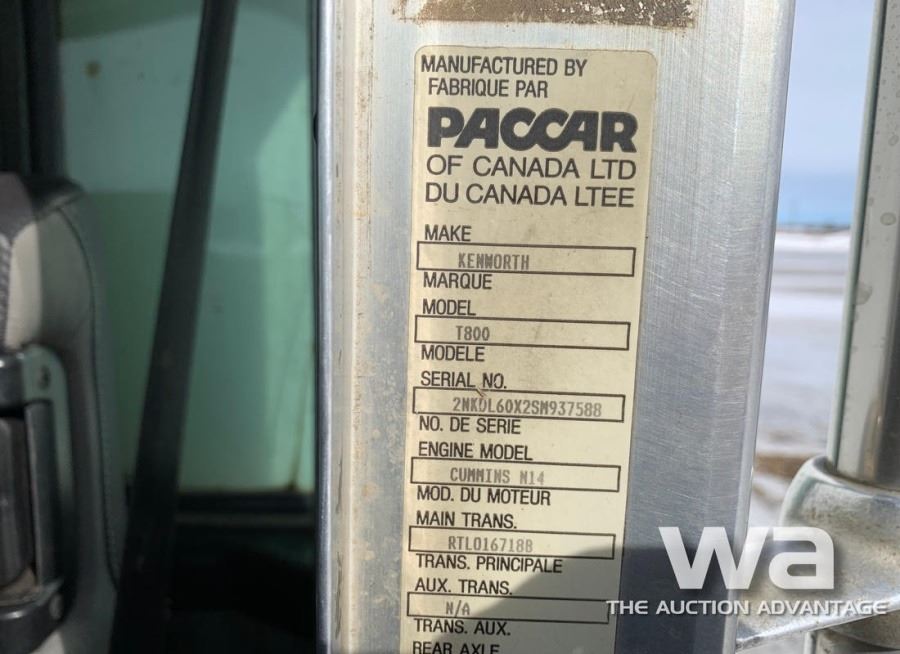 MANUFACTURED BY
FABRIQUE PAR
PACCAR
OF CANADA LTD
DU CANADA LTEE
MAKE
KENWORTH
MARQUE
MODEL
T800
MODELE
SERIAL NO.
2NKDL60X2SM937588
NO. DE SERIE
ENGINE MODEL
CUMMINS N14
MOD. DU MOTEUR
MAIN TRANS.
RTLO16718B
TRANS. PRINCIPALE
AUX. TRANS.
N/A
TRANS. AUX.
REAR AXLE
wa
THE AUCTION ADVANTAGE